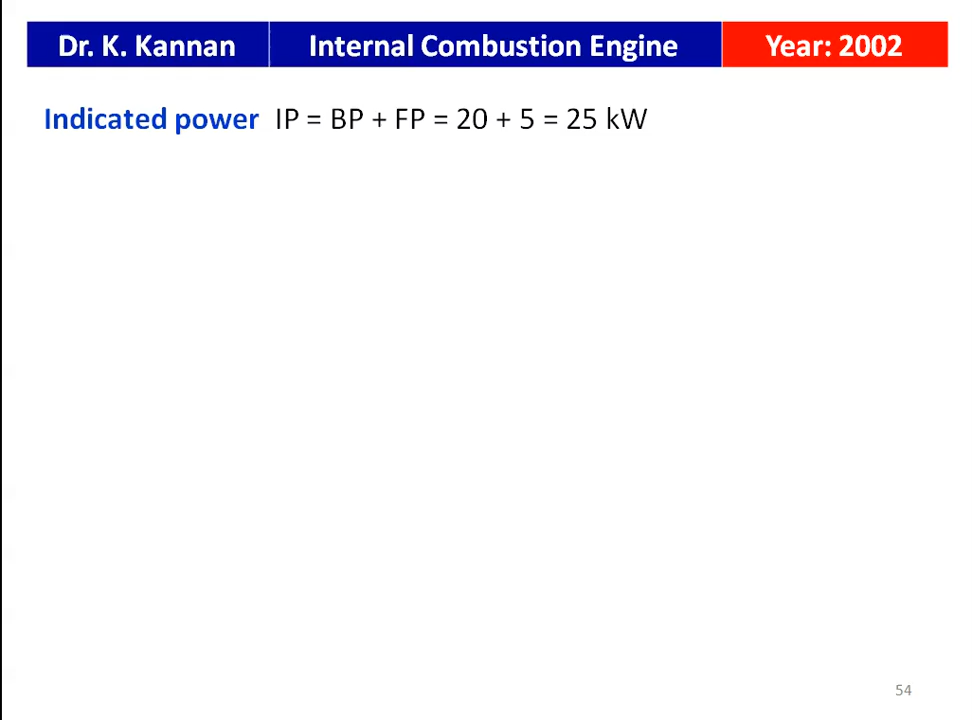 Dr. K. Kannan Internal Combustion Engine Year: 2002
Indicated power IP = BP + FP = 20 + 5 = 25 kW
54